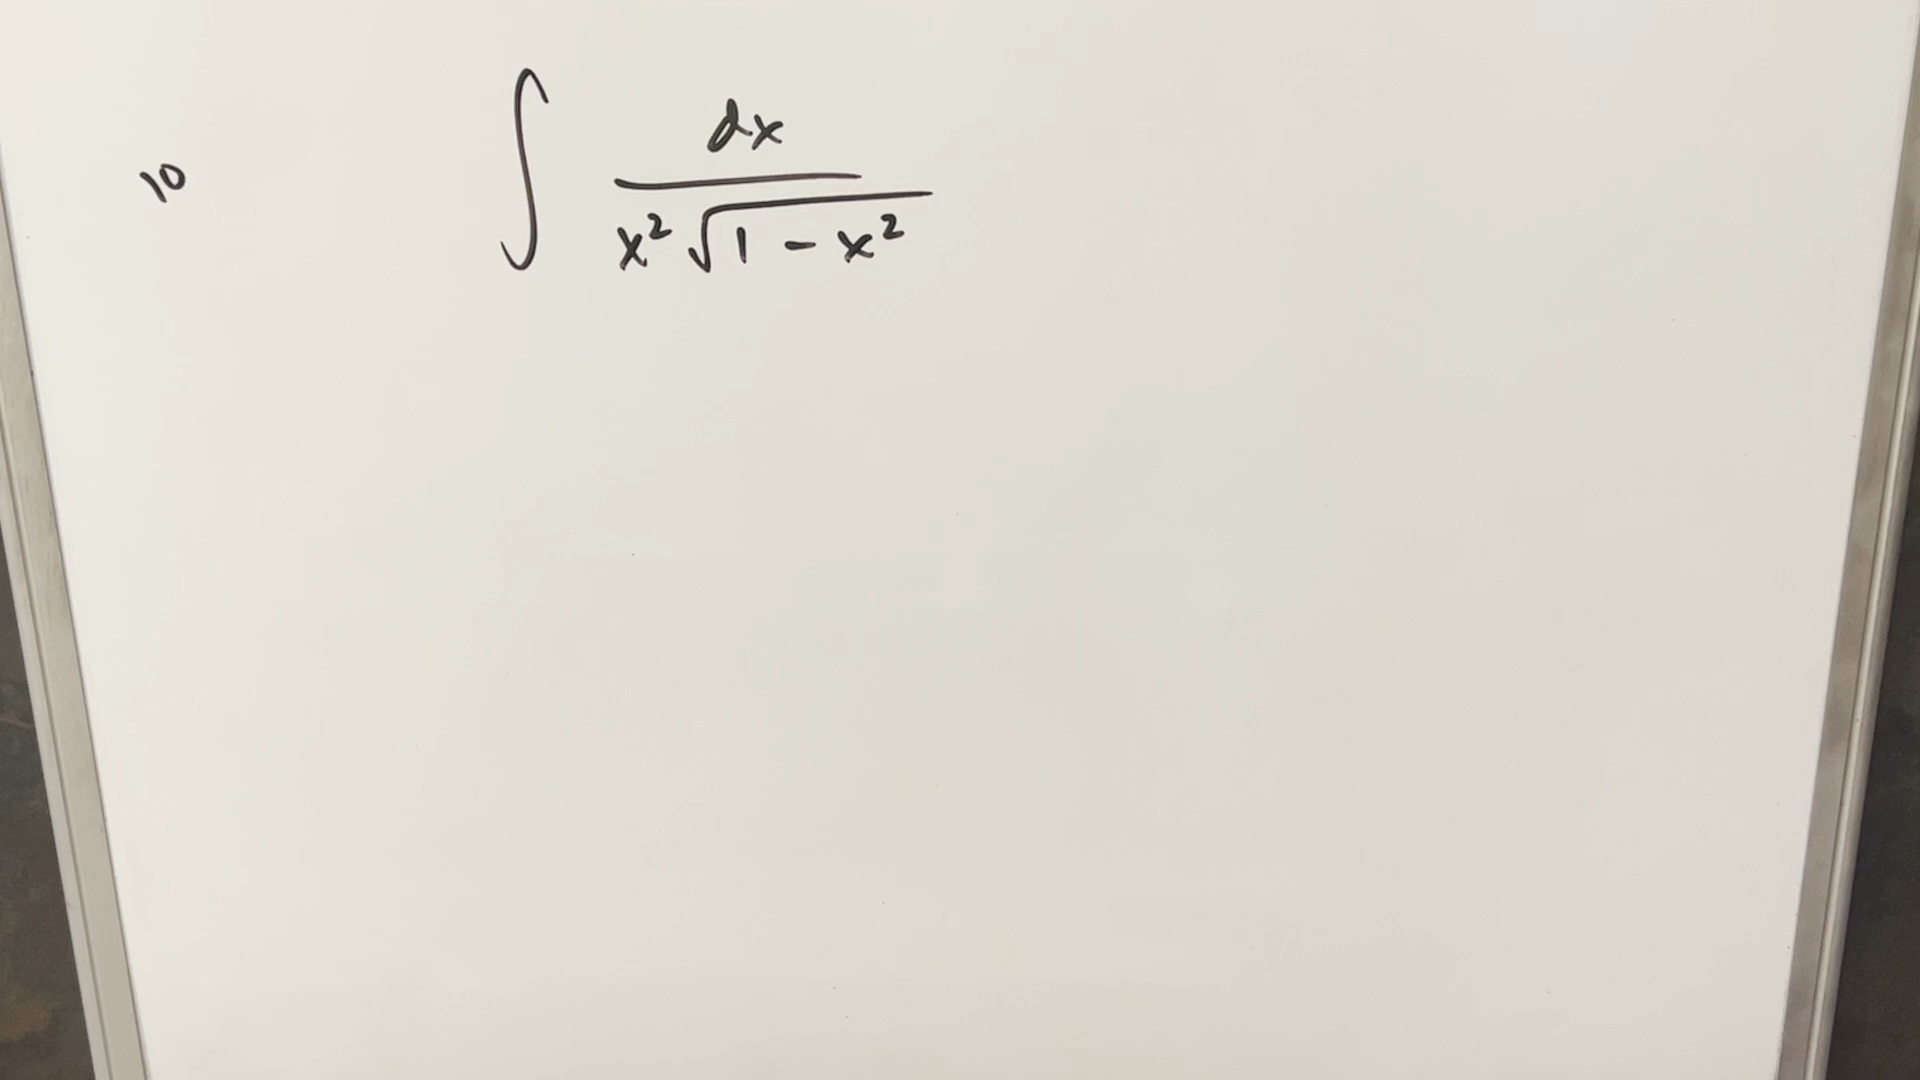 10 ∫ dx / (x² √(1 - x²))